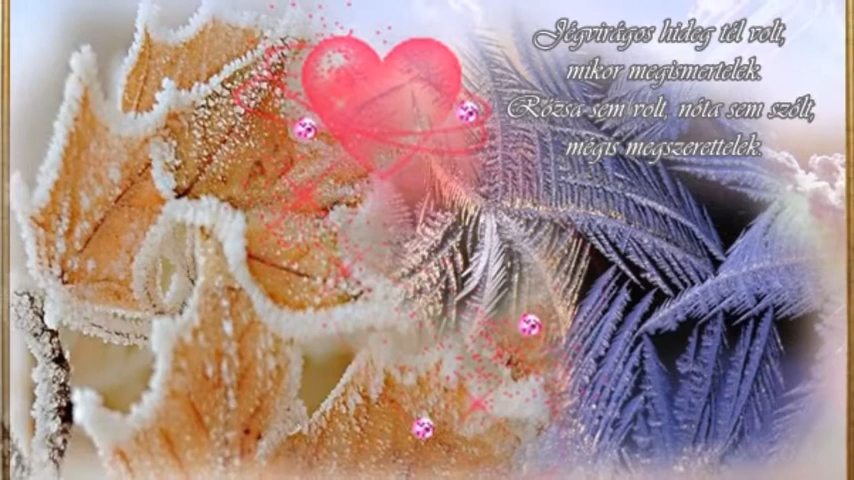 Jégvirágos hideg tél volt,
mikor megismertelek.
Rózsa sem volt, nóta sem szólt,
mégis megszerettelek.